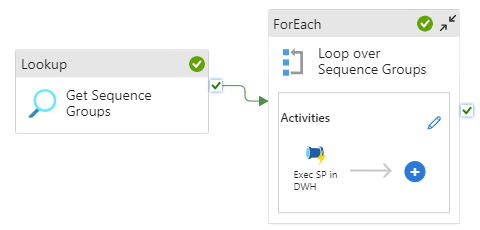 Lookup
Get Sequence
Groups
ForEach
Loop over
Sequence Groups
Activities
Exec SP in
DWH